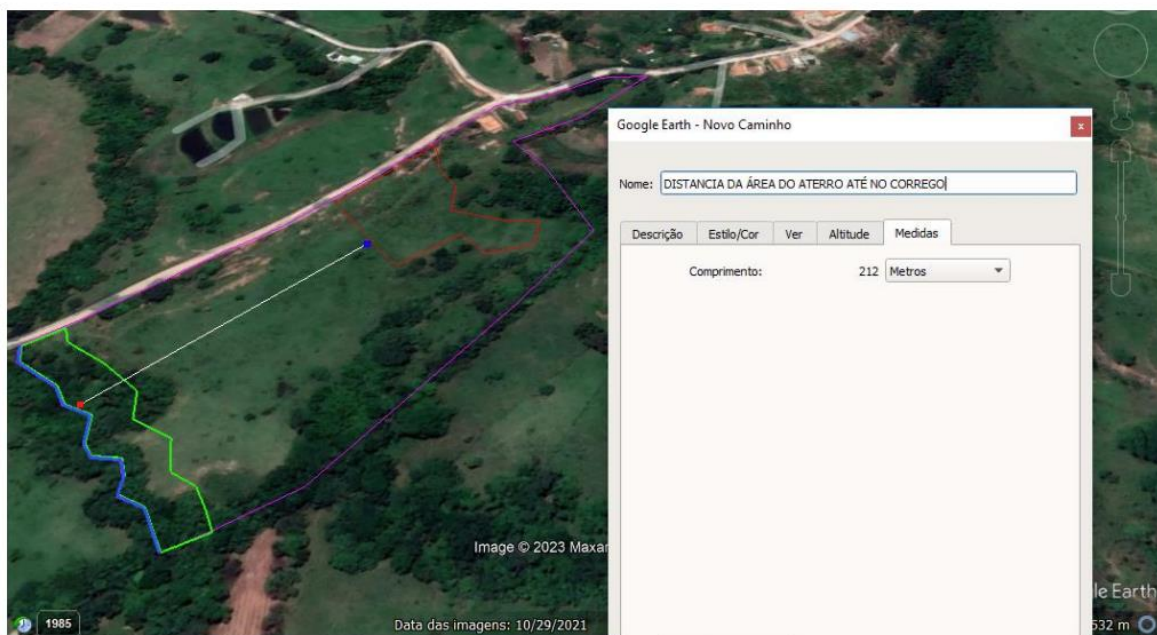 Google Earth - Novo Caminho
x
Nome: DISTANCIA DA ÁREA DO ATERRO ATÉ NO CORREGO
Descrição Estilo/Cor Ver Altitude Medidas
Comprimento: 212 Metros
Image © 2023 Maxar
le Earth
1985
Data das imagens: 10/29/2021
532 m